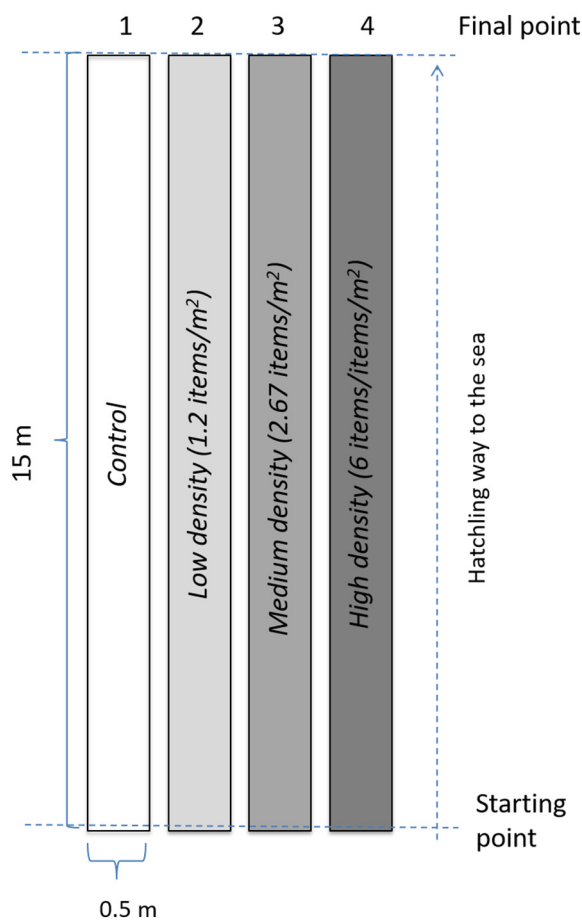 1 2 3 4 Final point
15 m
Control
Low density (1.2 items/m²)
Medium density (2.67 items/m²)
High density (6 items/items/m²)
Hatchling way to the sea
Starting
point
0.5 m